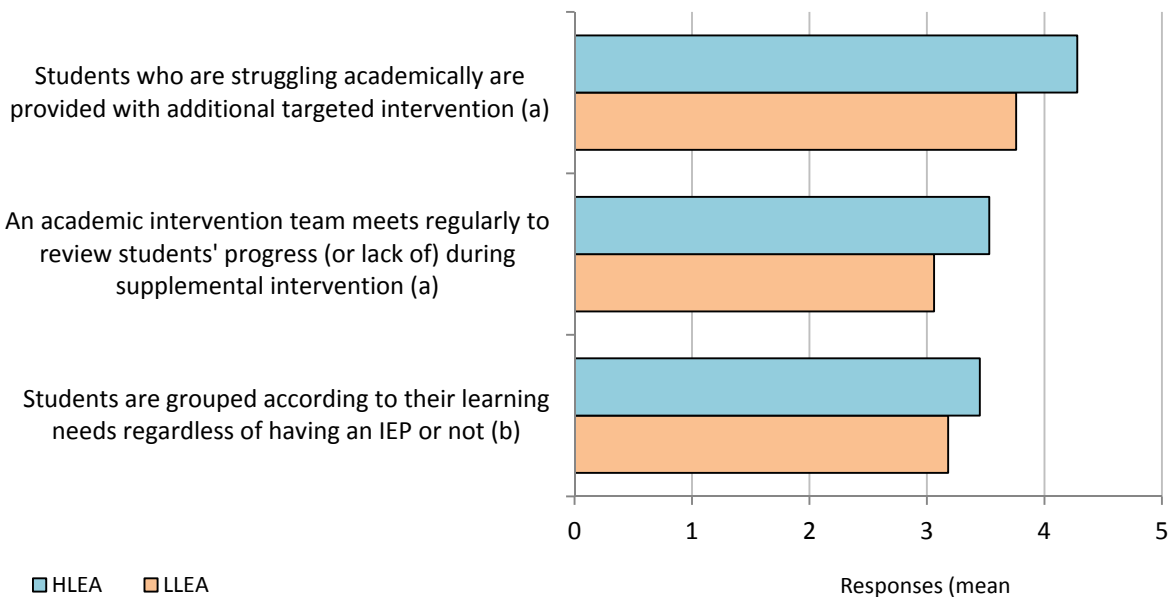 Students who are struggling academically are
provided with additional targeted intervention (a)
An academic intervention team meets regularly to
review students' progress (or lack of) during
supplemental intervention (a)
Students are grouped according to their learning
needs regardless of having an IEP or not (b)
0 1 2 3 4 5
HLEA LLEA Responses (mean